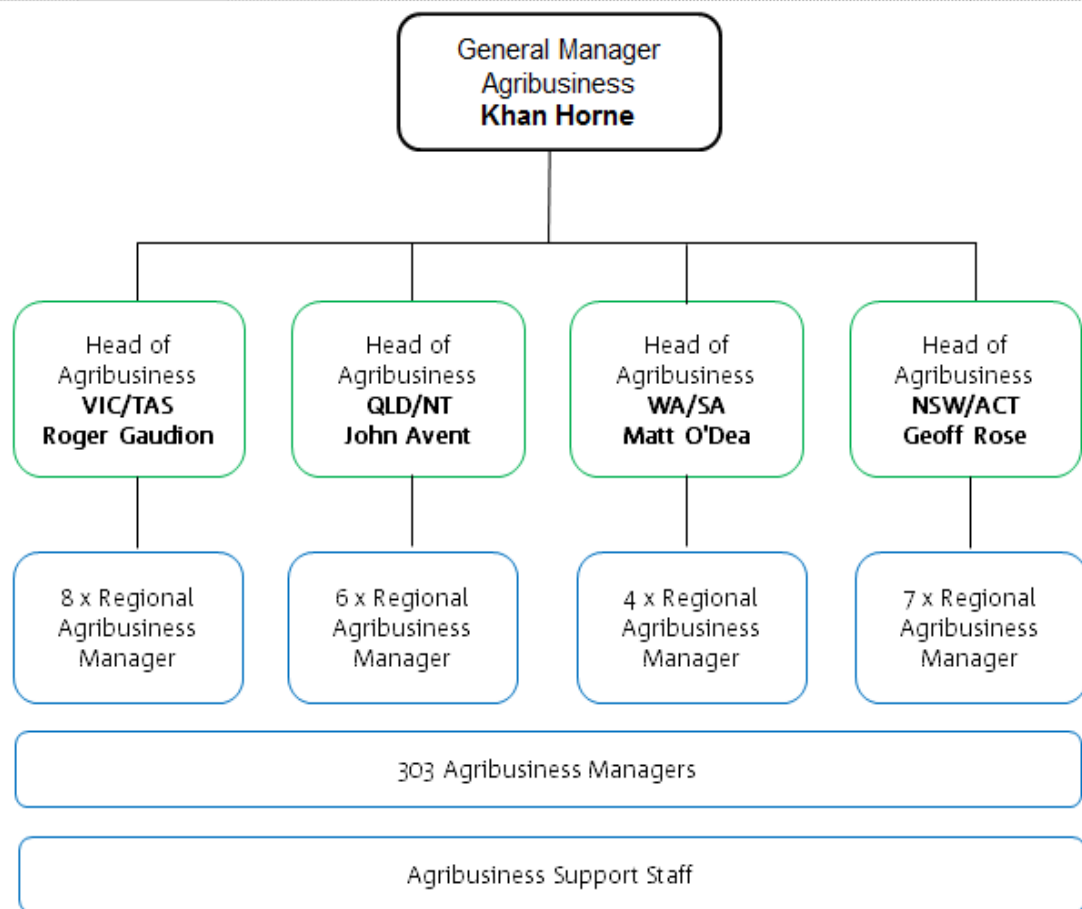 General Manager
Agribusiness
Khan Horne
Head of
Agribusiness
VIC/TAS
Roger Gaudion
Head of
Agribusiness
QLD/NT
John Avent
Head of
Agribusiness
WA/SA
Matt O'Dea
Head of
Agribusiness
NSW/ACT
Geoff Rose
8 x Regional
Agribusiness
Manager
6 x Regional
Agribusiness
Manager
4 x Regional
Agribusiness
Manager
7 x Regional
Agribusiness
Manager
303 Agribusiness Managers
Agribusiness Support Staff